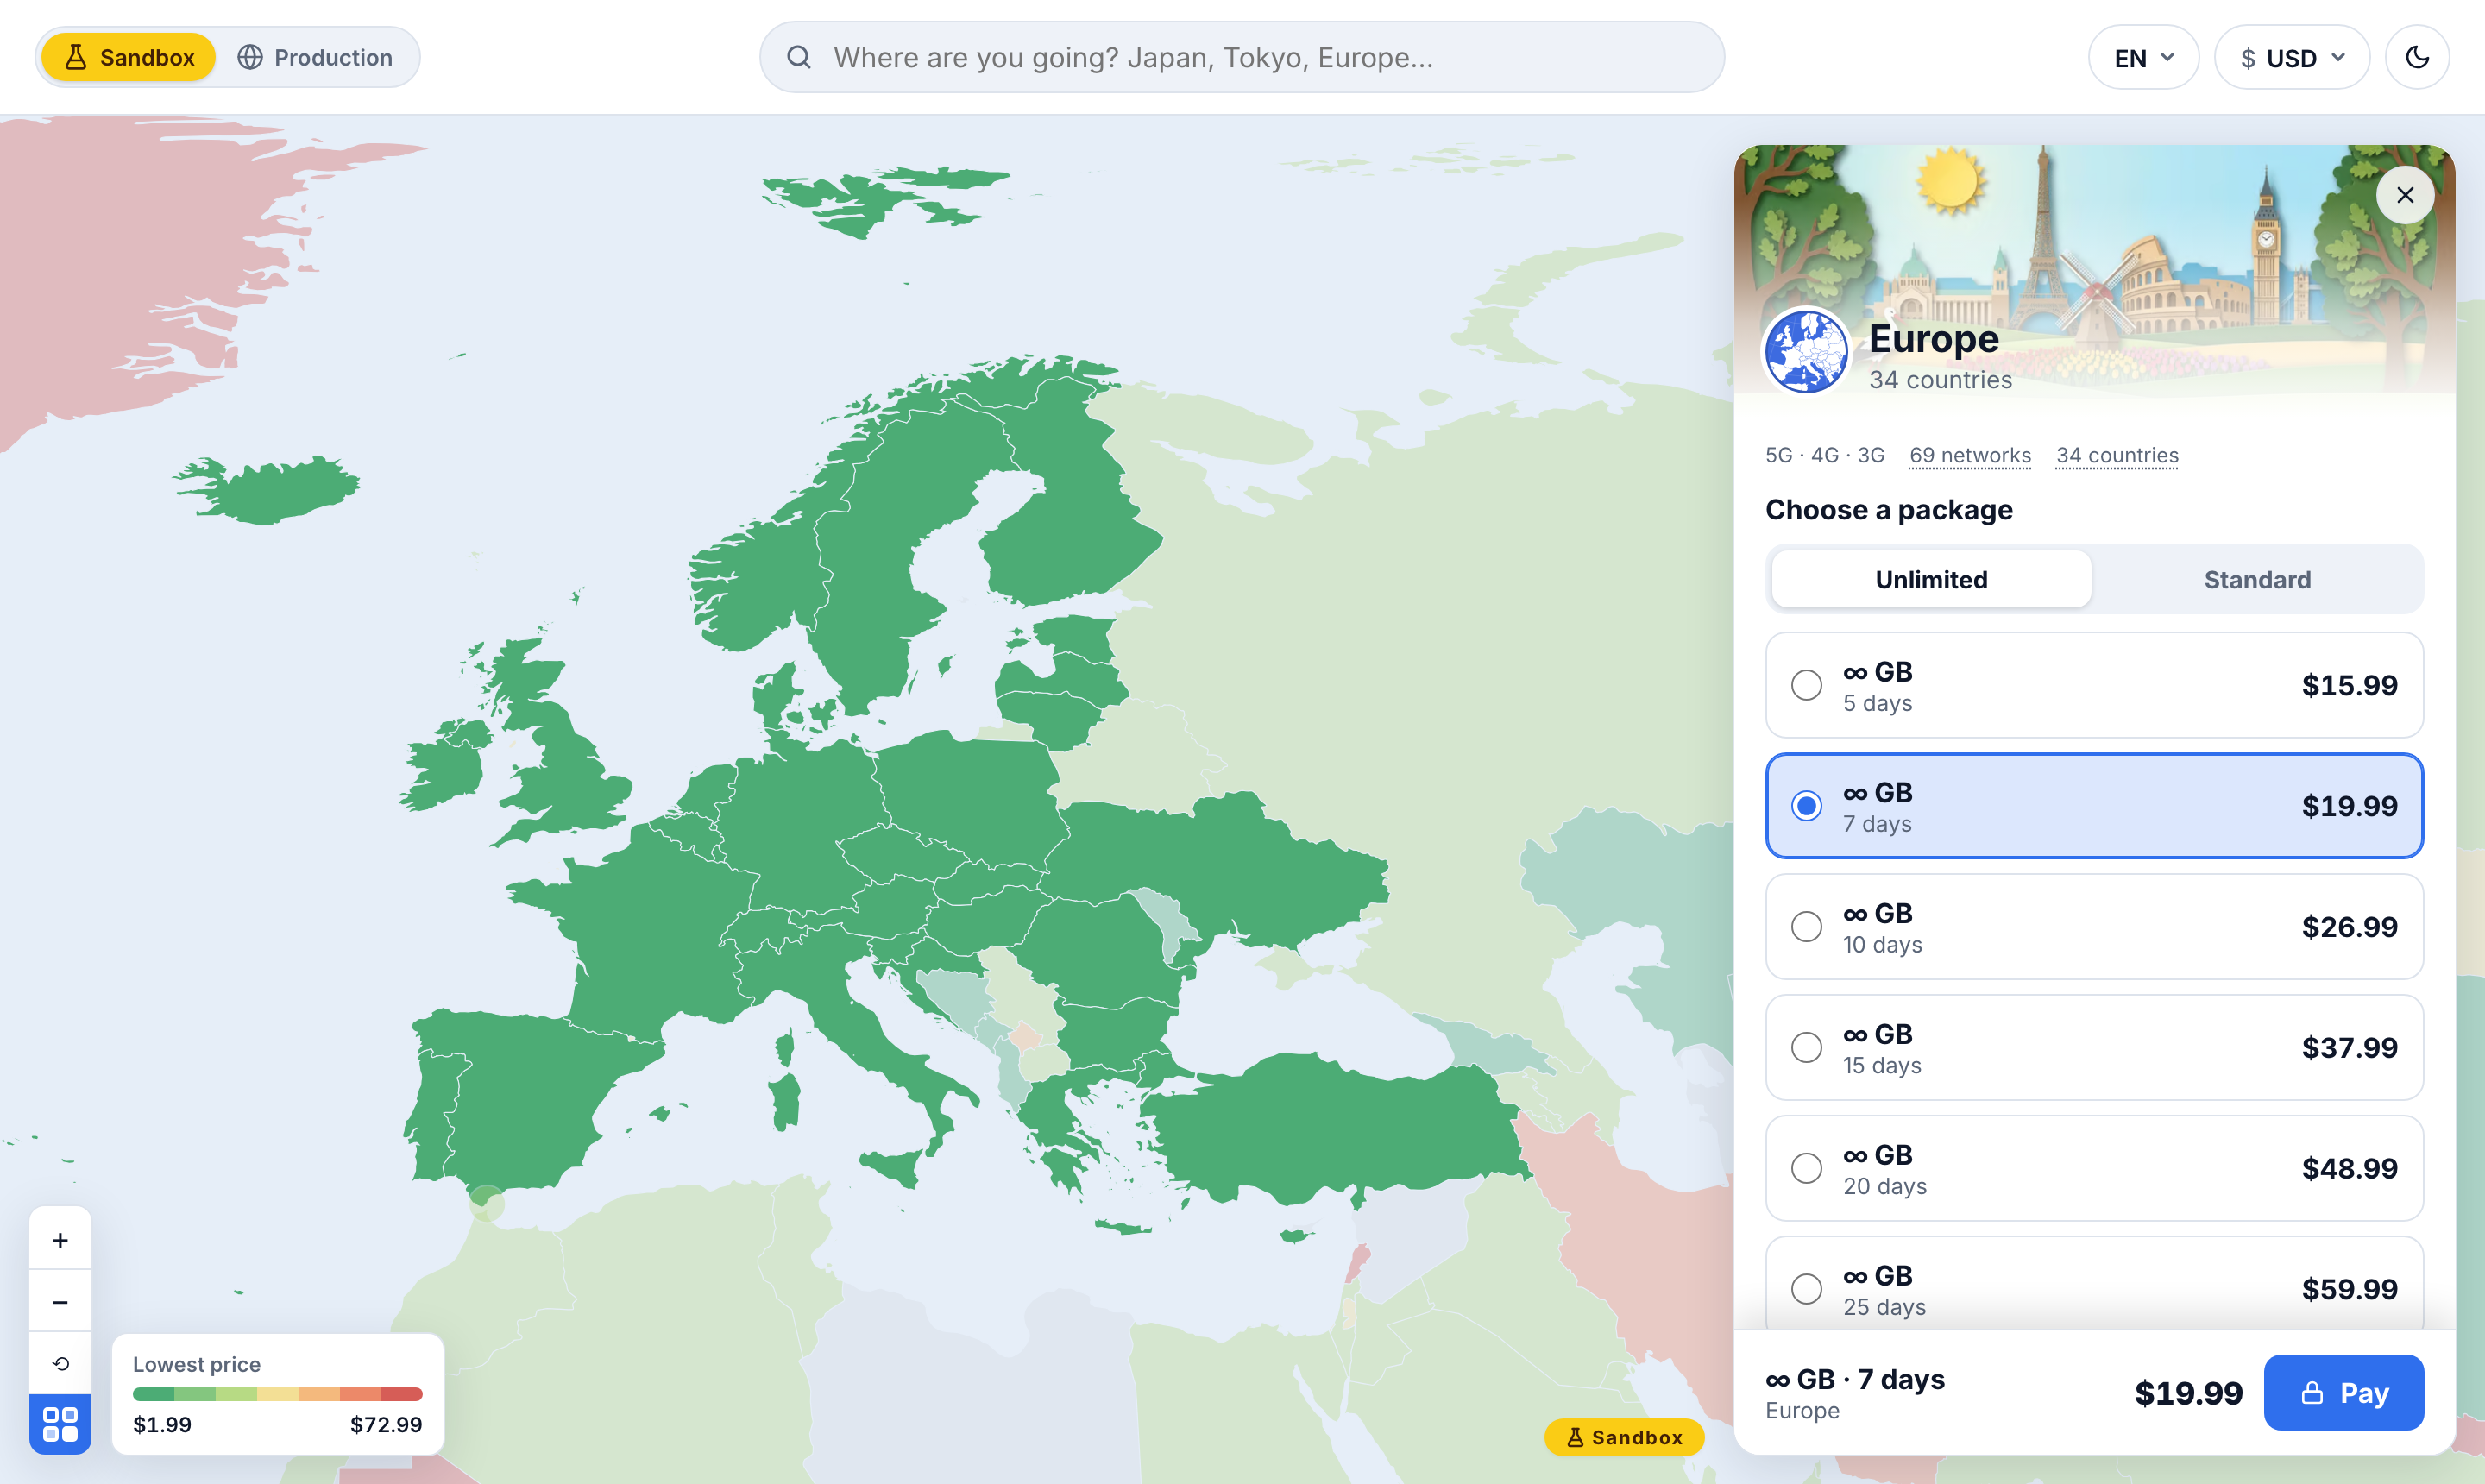 Sandbox
Production
Where are you going? Japan, Tokyo, Europe...
EN
$ USD
Europe
34 countries
5G · 4G · 3G 69 networks 34 countries
Choose a package
Unlimited
Standard
∞ GB
5 days
$15.99
∞ GB
7 days
$19.99
∞ GB
10 days
$26.99
∞ GB
15 days
$37.99
∞ GB
20 days
$48.99
∞ GB
25 days
$59.99
∞ GB · 7 days
Europe
$19.99
Pay
+
−
Lowest price
$1.99
$72.99
Sandbox